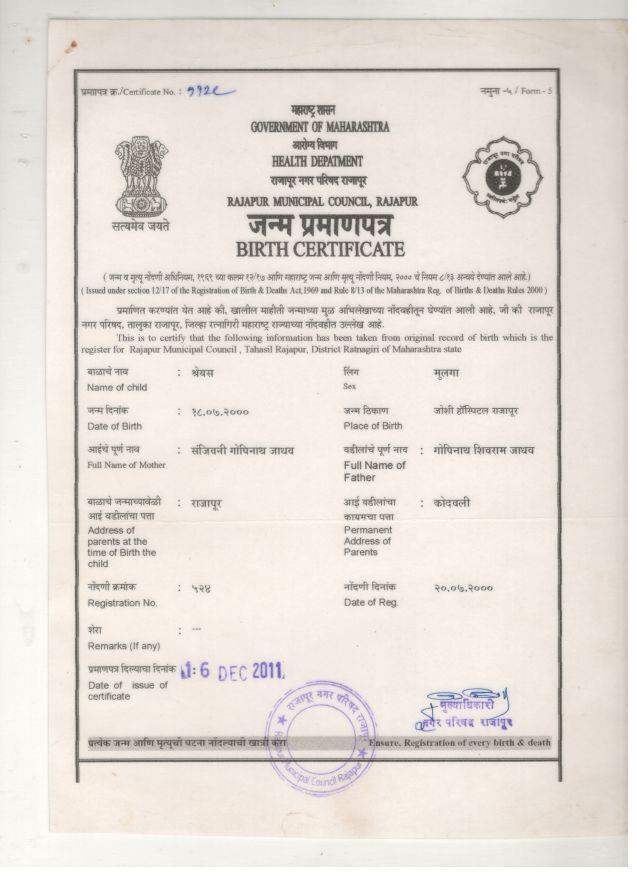 प्रमाणपत्र क्र./Certificate No. : ११२८
नमुना -५ / Form - 5
महाराष्ट्र शासन
GOVERNMENT OF MAHARASHTRA
आरोग्य विभाग
HEALTH DEPATMENT
राजापूर नगर परिषद राजापूर
RAJAPUR MUNICIPAL COUNCIL, RAJAPUR
सत्यमेव जयते
जन्म प्रमाणपत्र
BIRTH CERTIFICATE
( जन्म व मृत्यू नोंदणी अधिनियम, १९६९ च्या कलम १२/१७ आणि महाराष्ट्र जन्म आणि मृत्यू नोंदणी नियम, २००० चे नियम ८/१३ अन्वये देण्यांत आले आहे.)
( Issued under section 12/17 of the Registration of Birth & Deaths Act,1969 and Rule 8/13 of the Maharashtra Reg. of Births & Deaths Rules 2000 )
प्रमाणित करण्यांत येत आहे की, खालील माहीती जन्माच्या मुळ अभिलेखाच्या नोंदवहीतून घेण्यांत आली आहे, जी की राजापूर
नगर परिषद, तालुका राजापूर, जिल्हा रत्नागिरी महाराष्ट्र राज्याच्या नोंदवहीत उल्लेख आहे.
This is to certify that the following information has been taken from original record of birth which is the
register for Rajapur Municipal Council , Tahasil Rajapur, District Ratnagiri of Maharashtra state
बाळाचे नाव : श्रेयस लिंग मुलगा
Name of child Sex
जन्म दिनांक : १८.०७.२००० जन्म ठिकाण जोशी हॉस्पिटल राजापूर
Date of Birth Place of Birth
आईचे पूर्ण नाव : संजिवनी गोपिनाथ जाधव वडीलांचे पूर्ण नाव : गोपिनाथ शिवराम जाधव
Full Name of Mother Full Name of
Father
बाळाचे जन्माच्यावेळी : राजापूर आई वडीलांचा : कोदवली
आई वडीलांचा पत्ता कायमचा पत्ता
Address of Permanent
parents at the Address of
time of Birth the Parents
child
नोंदणी क्रमांक : ५२४ नोंदणी दिनांक २०.०७.२०००
Registration No. Date of Reg.
शेरा : ---
Remarks (If any)
प्रमाणपत्र दिल्याचा दिनांक : 16 DEC 2011
Date of issue of
certificate
राजापूर नगर परिषद राजापूर
Municipal Council Rajapur
मुख्याधिकारी
नगर परिषद राजापूर
प्रत्येक जन्म आणि मृत्यूची घटना नोंदल्याची खात्री करा Ensure, Registration of every birth & death